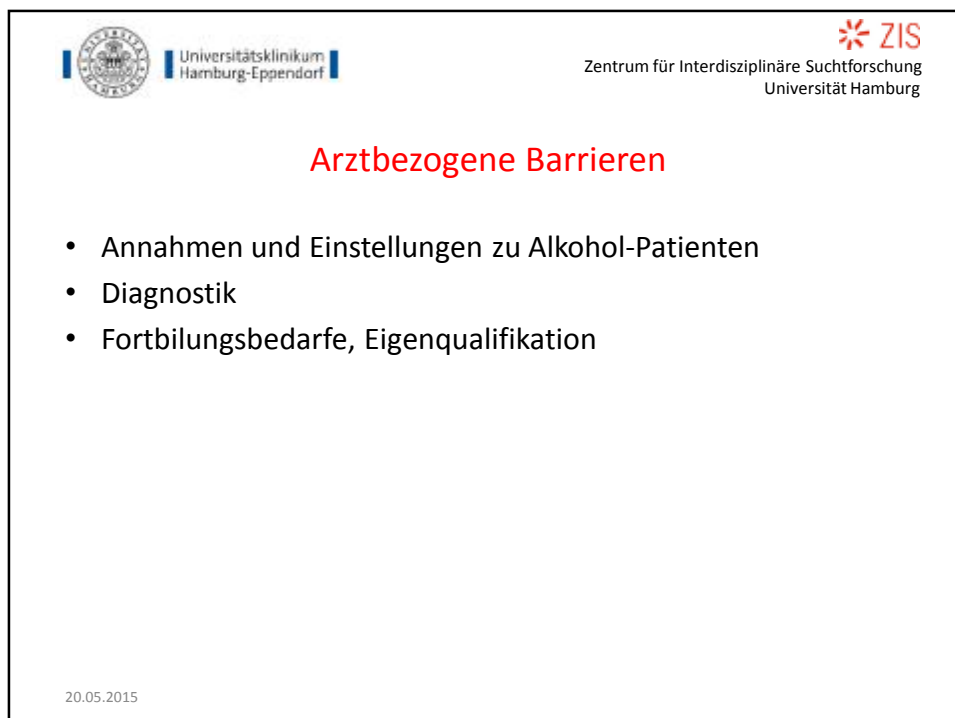 Universitätsklinikum
Hamburg-Eppendorf
ZIS
Zentrum für Interdisziplinäre Suchtforschung
Universität Hamburg
Arztbezogene Barrieren
• Annahmen und Einstellungen zu Alkohol-Patienten
• Diagnostik
• Fortbilungsbedarfe, Eigenqualifikation
20.05.2015